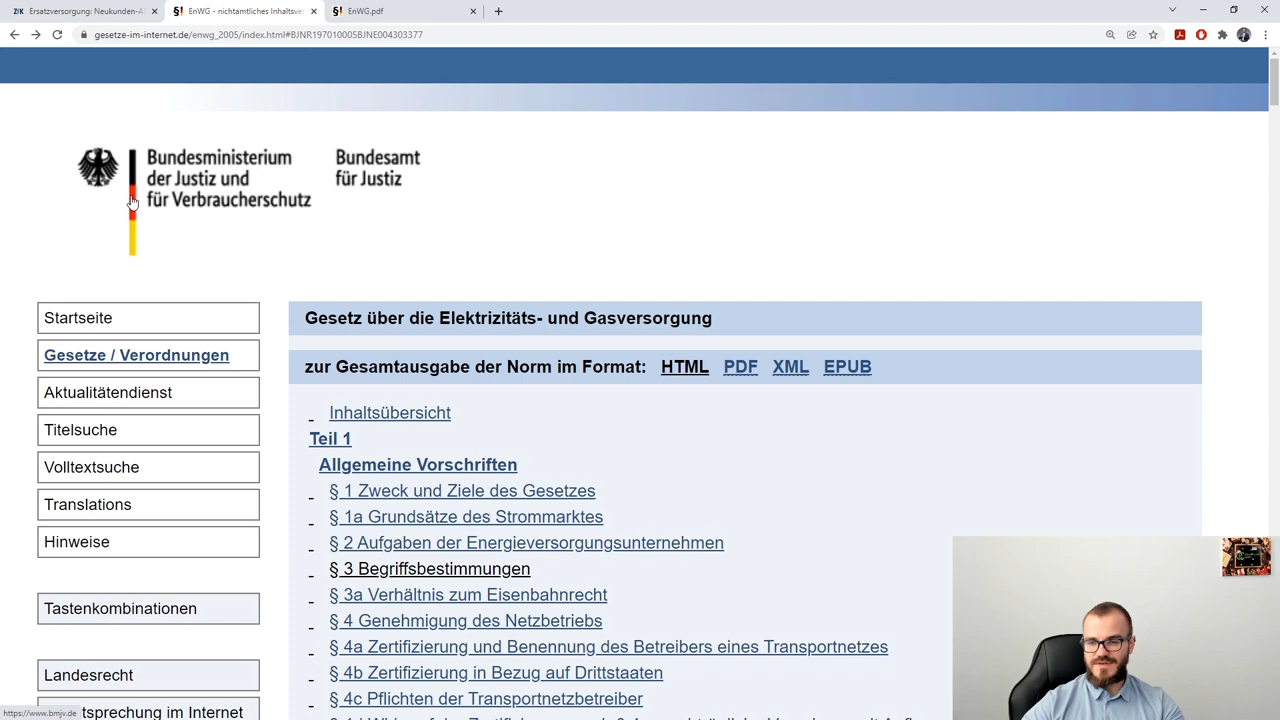 Ersatzversorgung: Neukunden-A
EnWG - nichtamtliches Inhaltsve
EnWG.pdf
gesetze-im-internet.de/enwg_2005/index.html#BJNR197010005BJNE004303377
Bundesministerium
der Justiz und
für Verbraucherschutz
Bundesamt
für Justiz
Startseite
Gesetze / Verordnungen
Aktualitätendienst
Titelsuche
Volltextsuche
Translations
Hinweise
Tastenkombinationen
Landesrecht
tsprechung im Internet
https://www.bmjv.de
Gesetz über die Elektrizitäts- und Gasversorgung
zur Gesamtausgabe der Norm im Format: HTML PDF XML EPUB
Inhaltsübersicht
Teil 1
Allgemeine Vorschriften
§ 1 Zweck und Ziele des Gesetzes
§ 1a Grundsätze des Strommarktes
§ 2 Aufgaben der Energieversorgungsunternehmen
§ 3 Begriffsbestimmungen
§ 3a Verhältnis zum Eisenbahnrecht
§ 4 Genehmigung des Netzbetriebs
§ 4a Zertifizierung und Benennung des Betreibers eines Transportnetzes
§ 4b Zertifizierung in Bezug auf Drittstaaten
§ 4c Pflichten der Transportnetzbetreiber